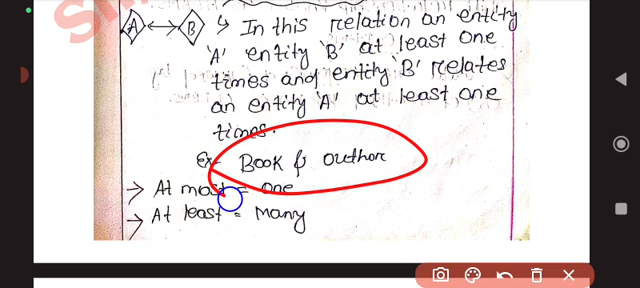 A ↔ B ↳ In this relation an entity
'A' entity 'B' at least one
times and entity 'B' relates
an entity 'A' at least one
times.
Ex- Book & author
→ At most = one
→ At least = Many